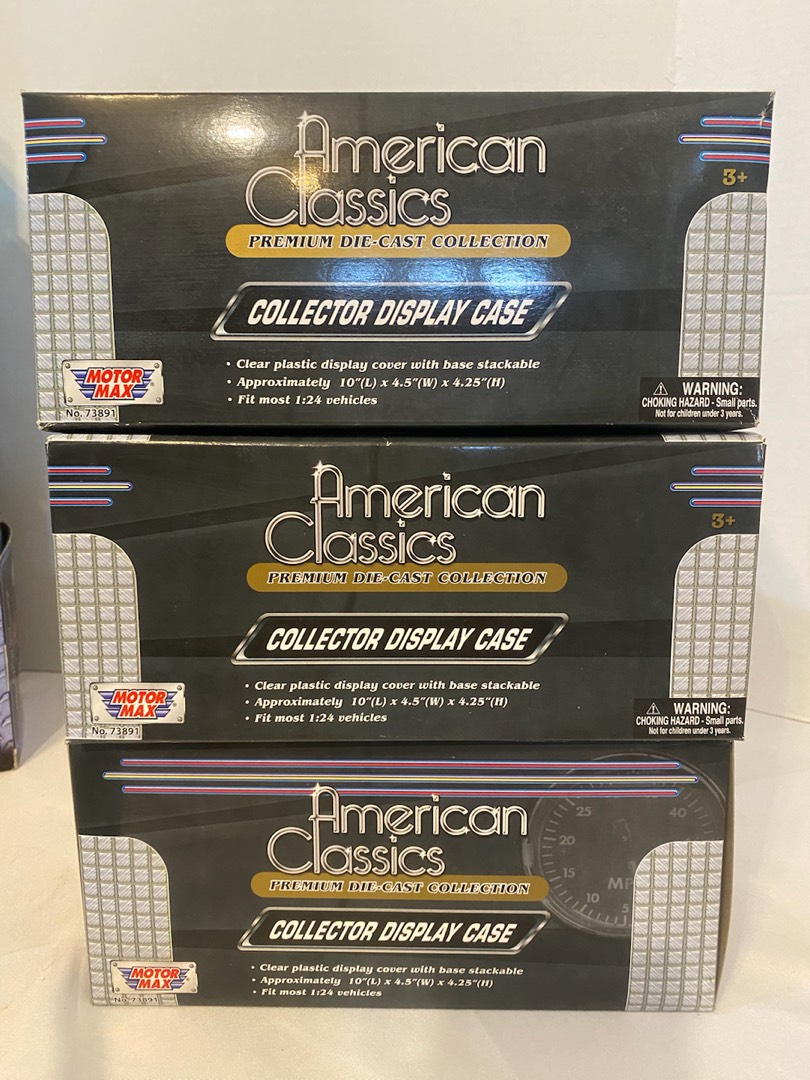 American
Classics
PREMIUM DIE-CAST COLLECTION
3+
COLLECTOR DISPLAY CASE
• Clear plastic display cover with base stackable
• Approximately 10"(L) x 4.5"(W) x 4.25"(H)
• Fit most 1:24 vehicles
MOTOR
MAX
No. 73891
WARNING:
CHOKING HAZARD - Small parts.
Not for children under 3 years.
American
Classics
PREMIUM DIE-CAST COLLECTION
3+
COLLECTOR DISPLAY CASE
• Clear plastic display cover with base stackable
• Approximately 10"(L) x 4.5"(W) x 4.25"(H)
• Fit most 1:24 vehicles
MOTOR
MAX
No. 73891
WARNING:
CHOKING HAZARD - Small parts.
Not for children under 3 years.
American
Classics
PREMIUM DIE-CAST COLLECTION
25 40
20
15
10 5
COLLECTOR DISPLAY CASE
• Clear plastic display cover with base stackable
• Approximately 10"(L) x 4.5"(W) x 4.25"(H)
• Fit most 1:24 vehicles
MOTOR
MAX
No. 73891